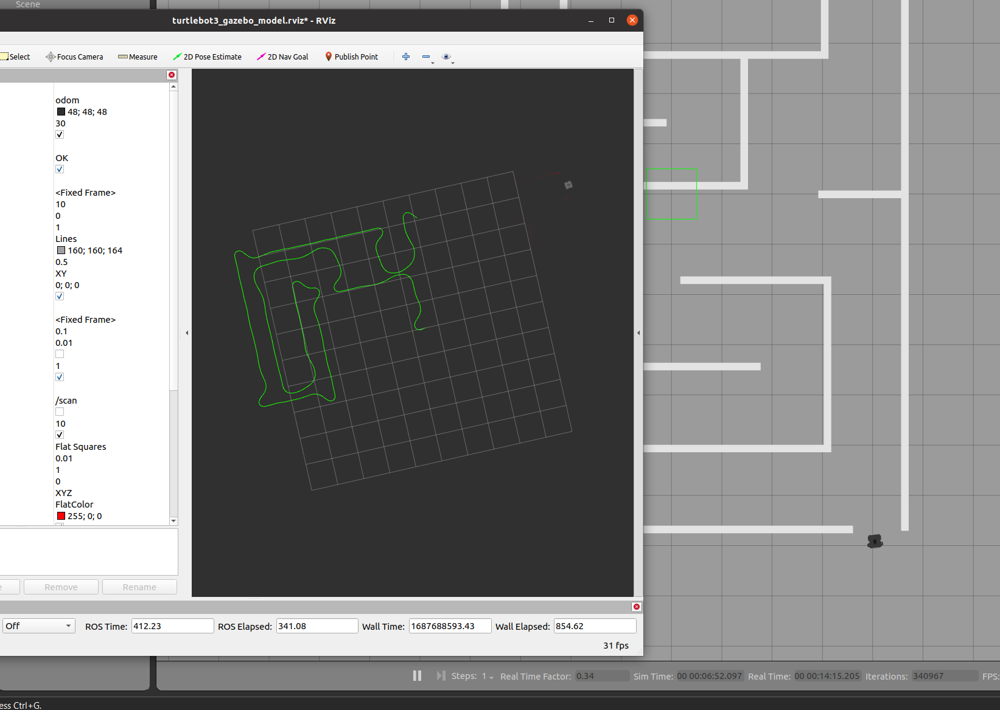 Scene
turtlebot3_gazebo_model.rviz* - RViz
Select Focus Camera Measure 2D Pose Estimate 2D Nav Goal Publish Point
odom
48; 48; 48
30
OK
<Fixed Frame>
10
0
1
Lines
160; 160; 164
0.5
XY
0; 0; 0
<Fixed Frame>
0.1
0.01
1
/scan
10
Flat Squares
0.01
1
0
XYZ
FlatColor
255; 0; 0
e Remove Rename
Off ROS Time: 412.23 ROS Elapsed: 341.08 Wall Time: 1687688593.43 Wall Elapsed: 854.62
31 fps
Steps: 1 Real Time Factor: 0.34 Sim Time: 00 00:06:52.097 Real Time: 00 00:14:15.205 Iterations: 340967 FPS:
ess Ctrl+G.